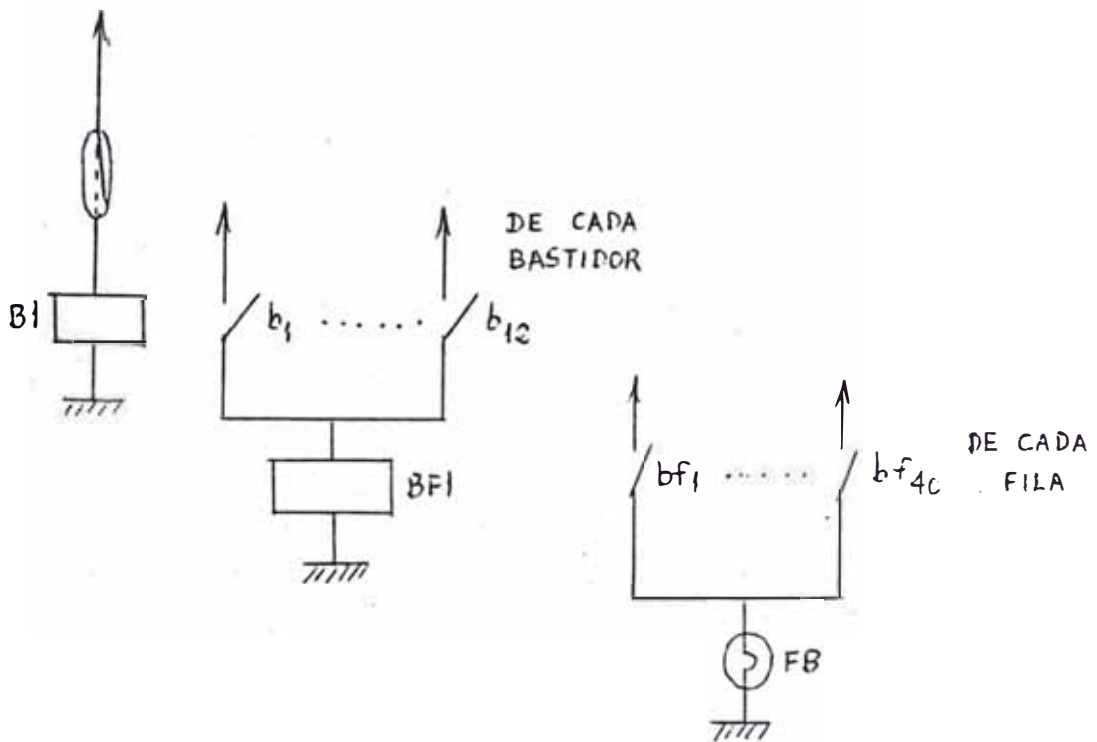 DE CADA
BASTIDOR
B1
b1 ...... b12
BF1
DE CADA
FILA
bf1 ..... bf40
FB